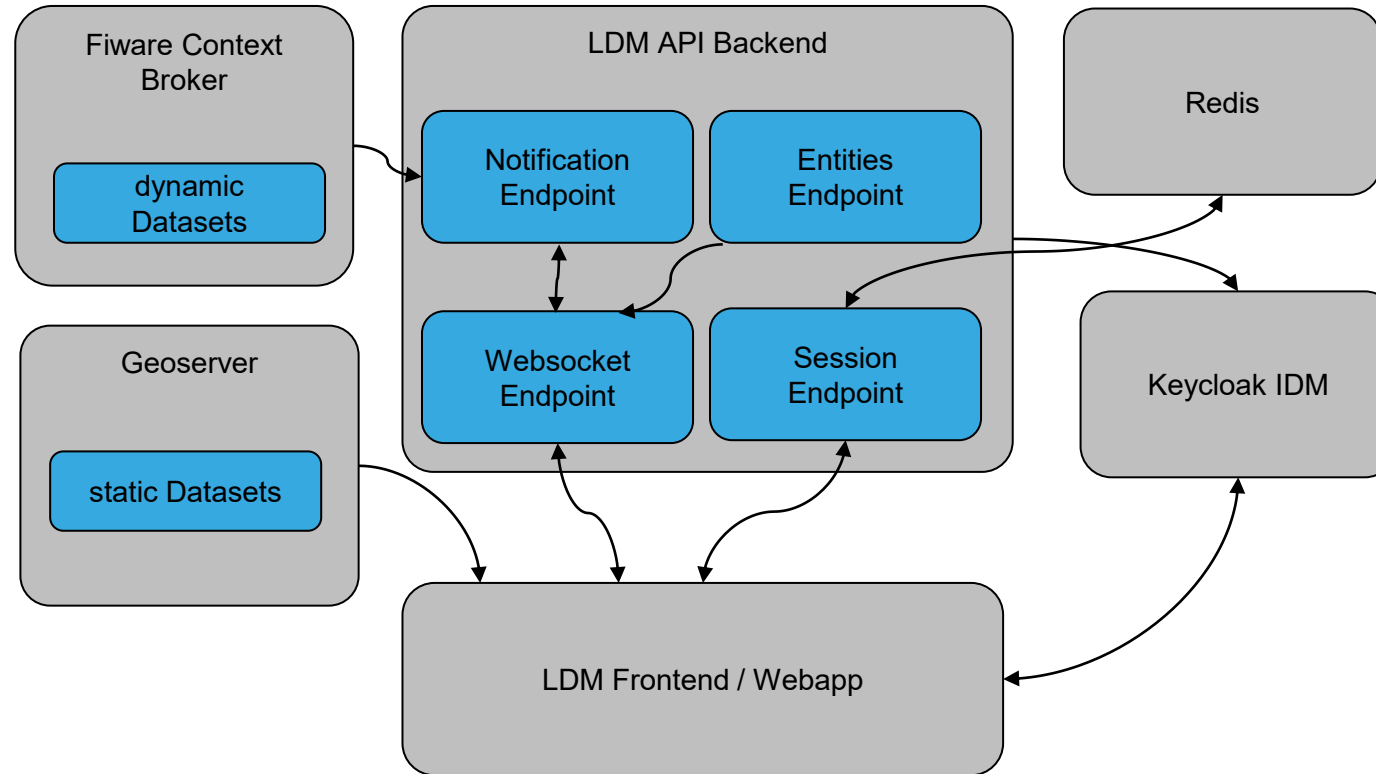 Fiware Context
Broker
dynamic
Datasets
LDM API Backend
Notification
Endpoint
Entities
Endpoint
Websocket
Endpoint
Session
Endpoint
Redis
Geoserver
static Datasets
Keycloak IDM
LDM Frontend / Webapp